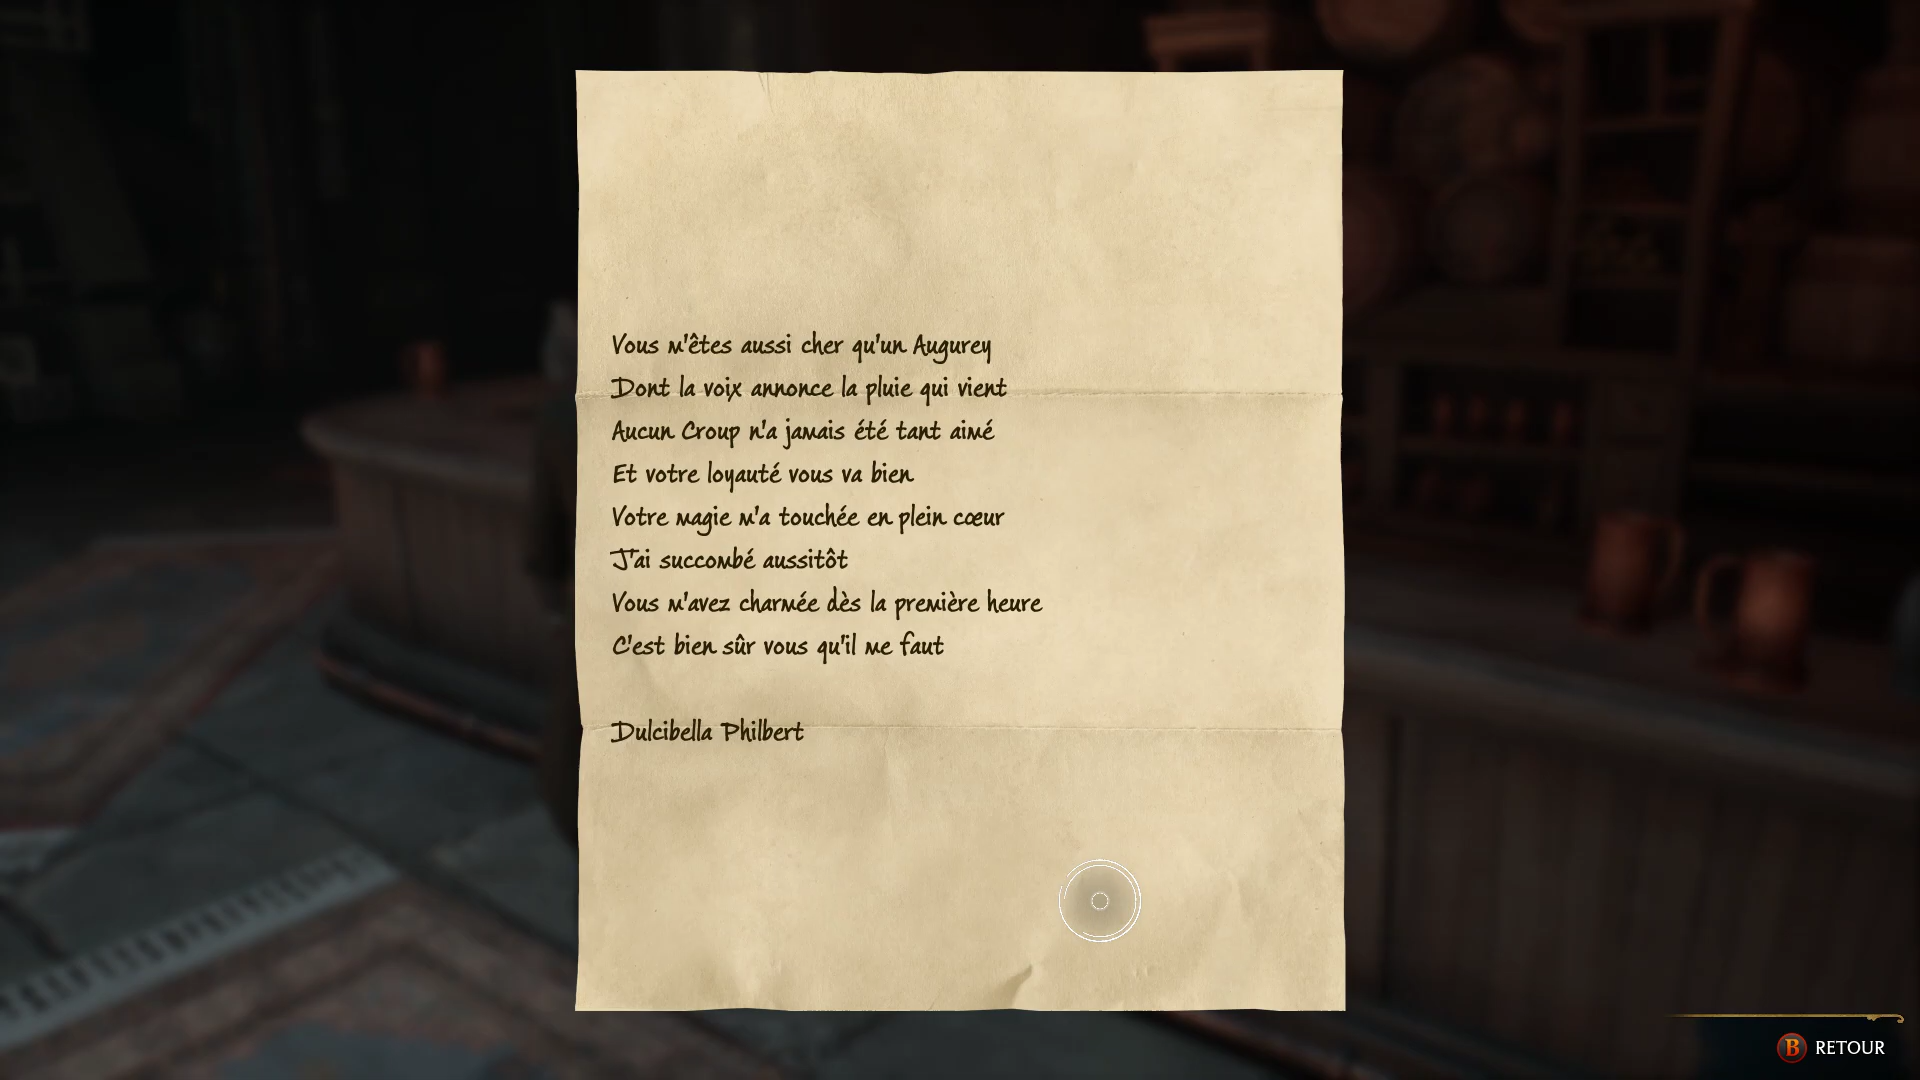 Vous m'êtes aussi cher qu'un Augurey
Dont la voix annonce la pluie qui vient
Aucun Croup n'a jamais été tant aimé
Et votre loyauté vous va bien
Votre magie m'a touchée en plein cœur
J'ai succombé aussitôt
Vous m'avez charmée dès la première heure
C'est bien sûr vous qu'il me faut
Dulcibella Philbert
B RETOUR